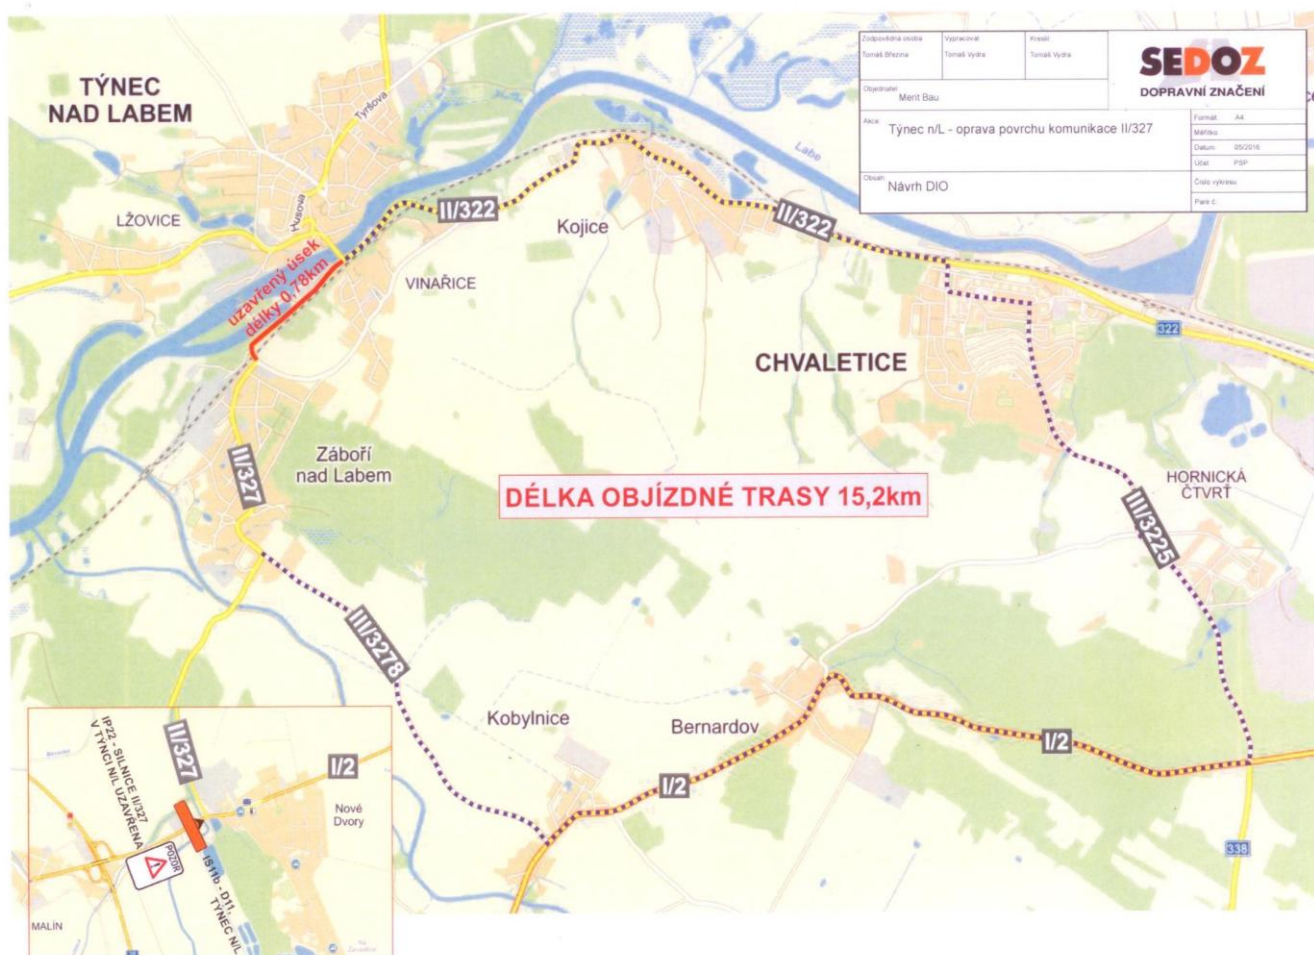 Zodpovědná osoba
Tomáš Březina
Vypracoval
Tomáš Vydra
Kreslil
Tomáš Vydra
SEDOZ
DOPRAVNÍ ZNAČENÍ
Objednatel
Merit Bau
Akce:
Týnec n/L - oprava povrchu komunikace II/327
Obsah:
Návrh DIO
Formát: A4
Měřítko:
Datum: 05/2016
Účel: PSP
Číslo výkresu:
Paré č.
TÝNEC
NAD LABEM
Tyršova
Husova
LŽOVICE
uzavřený úsek
délky 0,78km
VINAŘICE
II/322
Kojice
Labe
II/322
322
CHVALETICE
II/327
Záboří
nad Labem
DÉLKA OBJÍZDNÉ TRASY 15,2km
HORNICKÁ
ČTVRŤ
III/3225
III/3278
Kobylnice
Bernardov
I/2
I/2
338
II/327
I/2
IP22 - SILNICE II/327
V TÝNCI N/L UZAVŘENA
POZOR
Nové
Dvory
IS11b - D11,
TÝNEC N/L
MALÍN